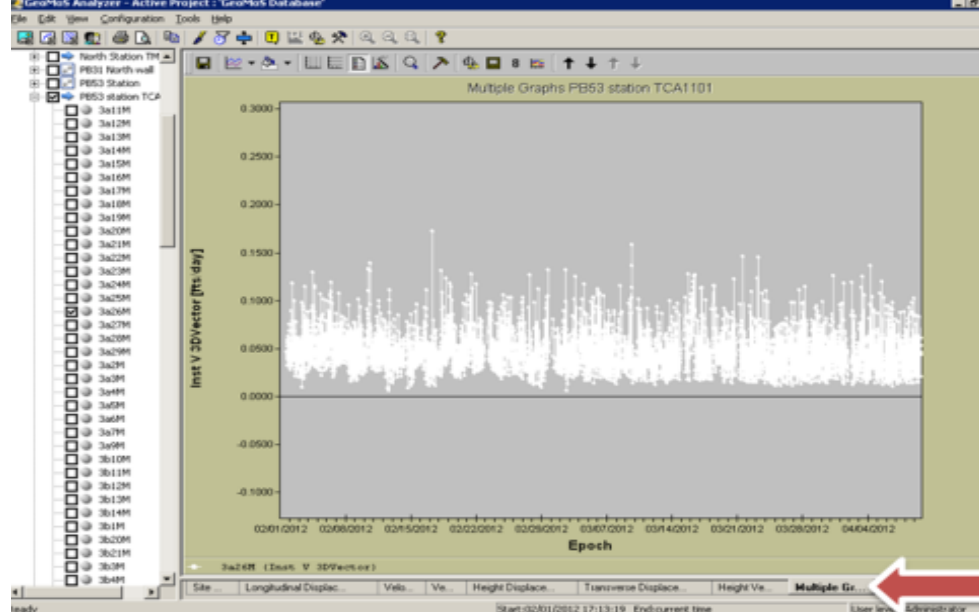 GeoMoS Analyzer - Active Project : "GeoMoS Database"
File Edit View Configuration Tools Help
North Station TM
PB31 North wall
PB53 Station
PB53 station TCA
3a11M
3a12M
3a13M
3a14M
3a15M
3a16M
3a17M
3a18M
3a19M
3a20M
3a21M
3a22M
3a23M
3a24M
3a25M
3a26M
3a27M
3a28M
3a29M
3a2M
3a3M
3a4M
3a5M
3a6M
3a7M
3a9M
3b10M
3b11M
3b12M
3b13M
3b14M
3b1M
3b20M
3b21M
3b3M
3b4M
Multiple Graphs PB53 station TCA1101
0.3000
0.2500
0.2000
0.1500
0.1000
0.0500
0.0000
-0.0500
-0.1000
Inst V 3DVector [fts/day]
02/01/2012 02/08/2012 02/15/2012 02/22/2012 02/29/2012 03/07/2012 03/14/2012 03/21/2012 03/28/2012 04/04/2012
Epoch
3a26M (Inst V 3DVector)
Site ... Longitudinal Displac... Velo... Ve... Height Displace... Transverse Displace... Height Ve... Multiple Gr...
Ready Start:02/01/2012 17:13:19 End:current time User level: Administrator